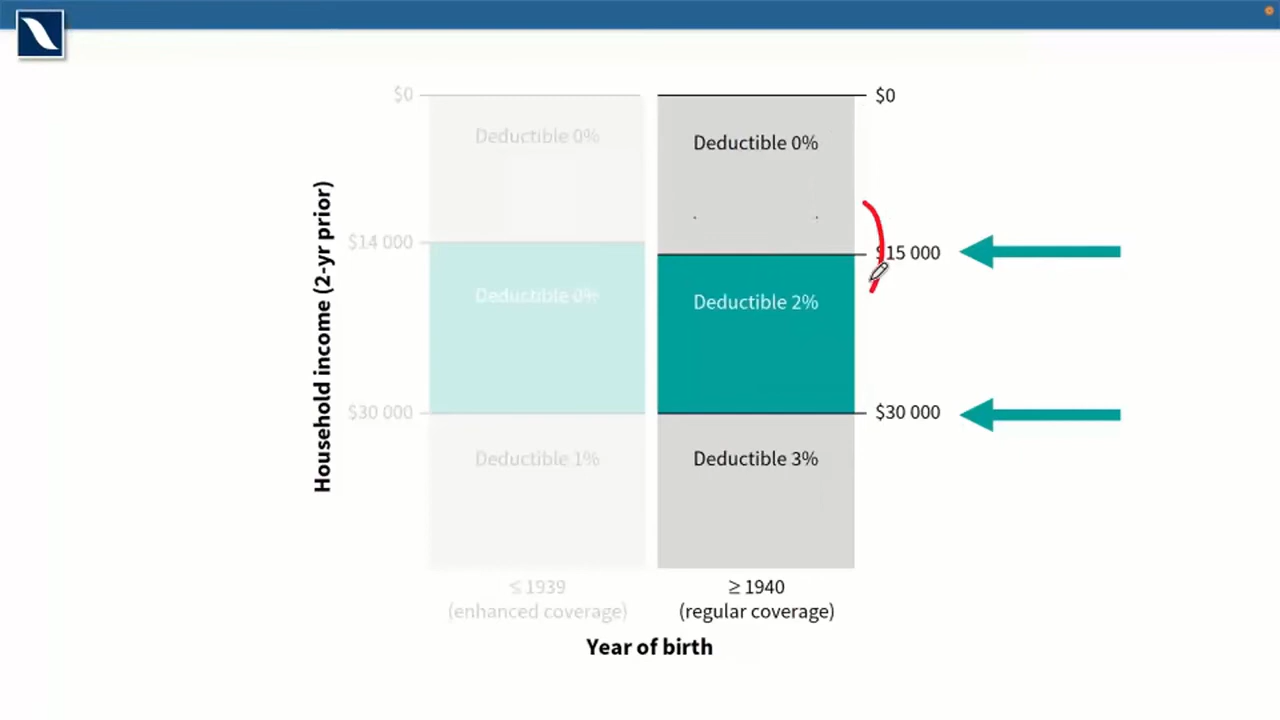 $0
Deductible 0%
$14 000
Deductible 0%
$30 000
Deductible 1%
≤ 1939
(enhanced coverage)
Deductible 0%
Deductible 2%
Deductible 3%
≥ 1940
(regular coverage)
$0
$15 000
$30 000
Household income (2-yr prior)
Year of birth